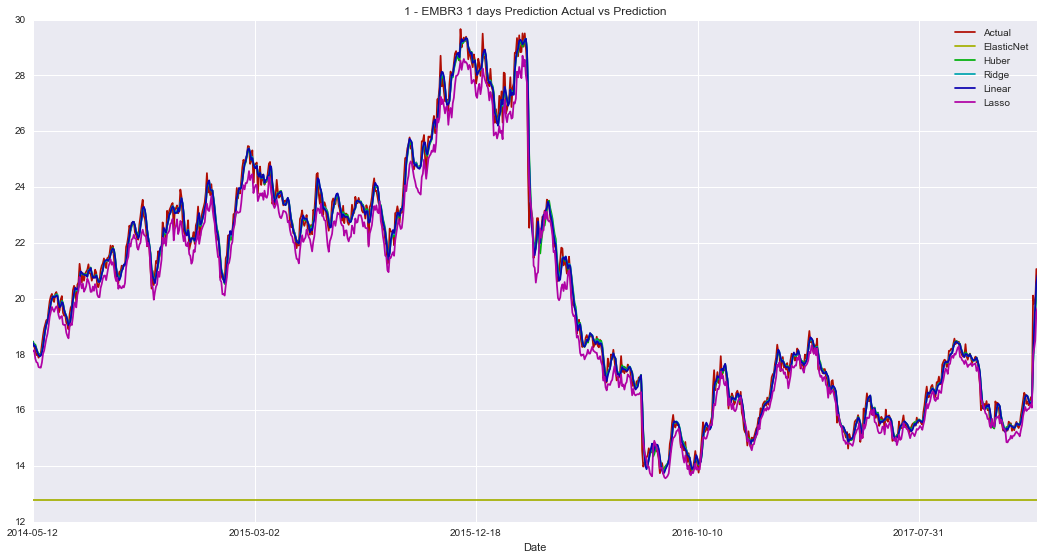 1 - EMBR3 1 days Prediction Actual vs Prediction
30
28
26
24
22
20
18
16
14
12
Actual
ElasticNet
Huber
Ridge
Linear
Lasso
2014-05-12
2015-03-02
2015-12-18
2016-10-10
2017-07-31
Date